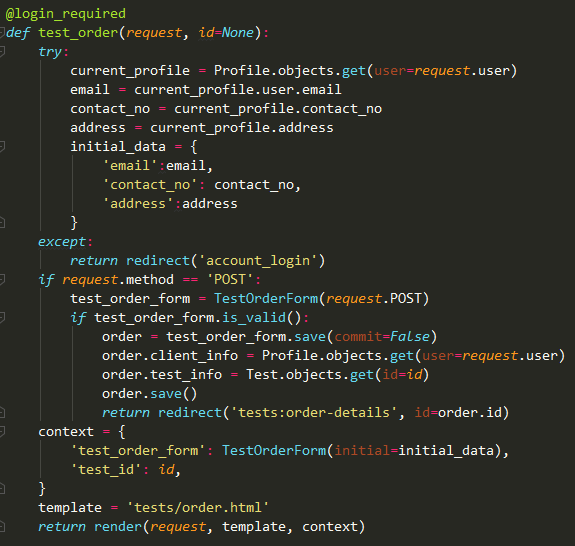 @login_required
def test_order(request, id=None):
    try:
        current_profile = Profile.objects.get(user=request.user)
        email = current_profile.user.email
        contact_no = current_profile.contact_no
        address = current_profile.address
        initial_data = {
            'email':email,
            'contact_no': contact_no,
            'address':address
        }
    except:
        return redirect('account_login')
    if request.method == 'POST':
        test_order_form = TestOrderForm(request.POST)
        if test_order_form.is_valid():
            order = test_order_form.save(commit=False)
            order.client_info = Profile.objects.get(user=request.user)
            order.test_info = Test.objects.get(id=id)
            order.save()
            return redirect('tests:order-details', id=order.id)
    context = {
        'test_order_form': TestOrderForm(initial=initial_data),
        'test_id': id,
    }
    template = 'tests/order.html'
    return render(request, template, context)